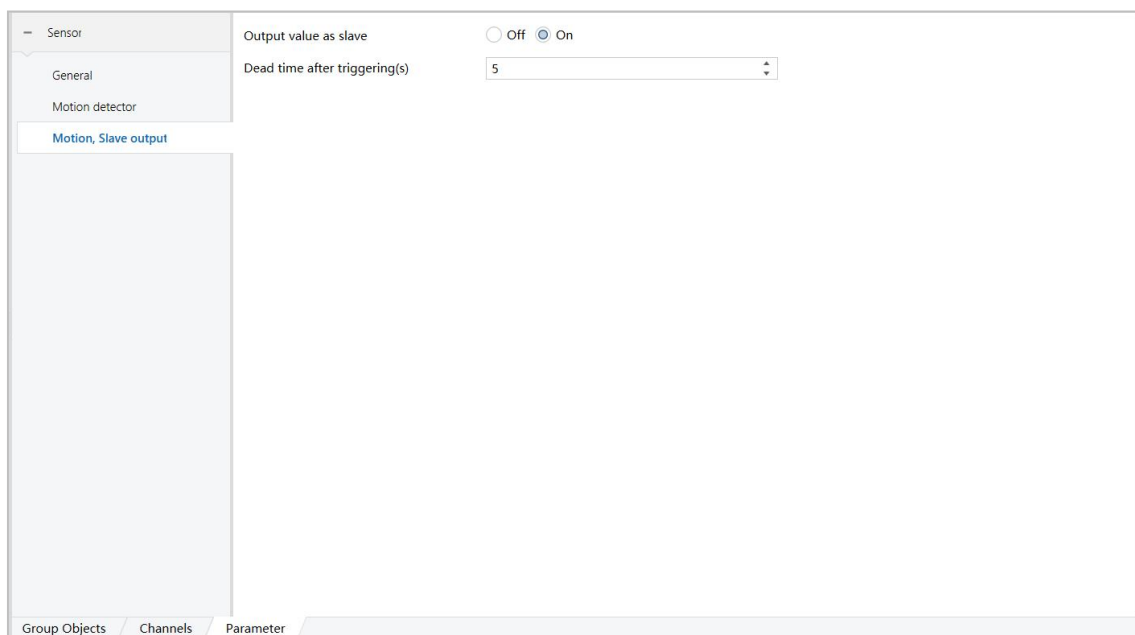 Sensor
General
Motion detector
Motion, Slave output
Output value as slave Off On
Dead time after triggering(s) 5
Group Objects Channels Parameter